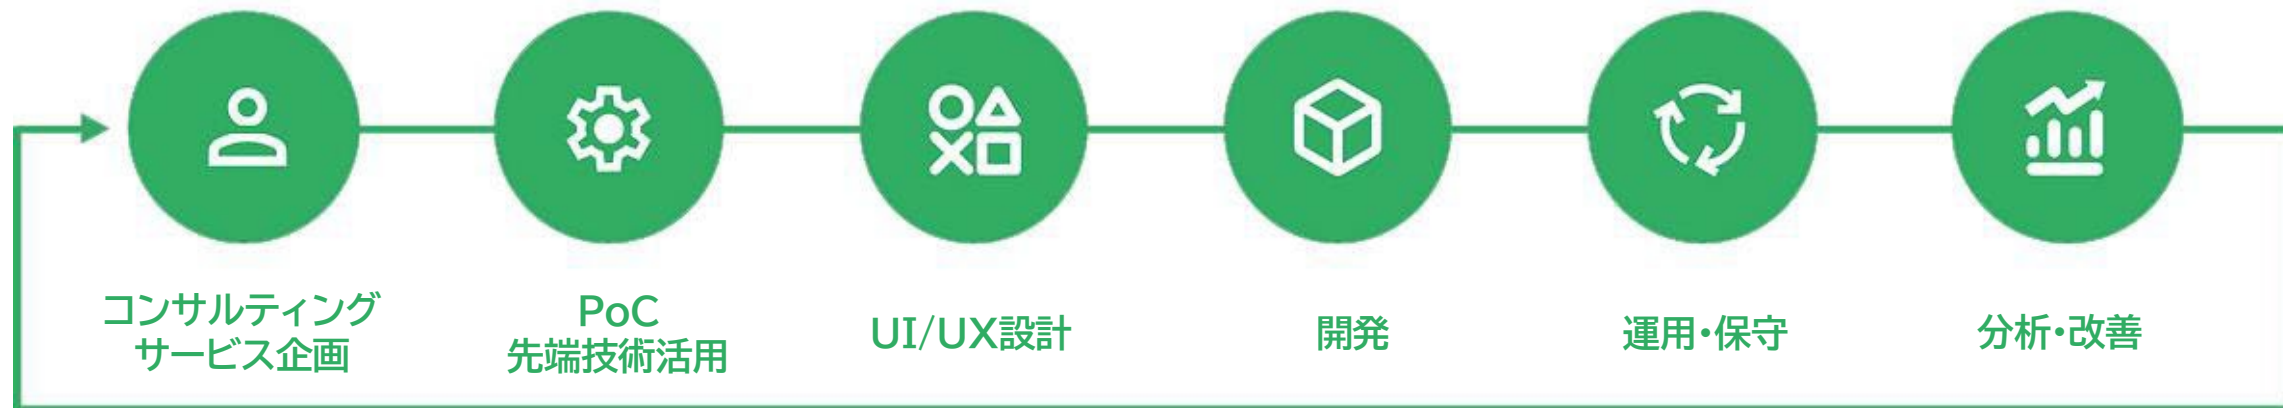 コンサルティング
サービス企画
PoC
先端技術活用
UI/UX設計
開発
運用・保守
分析・改善